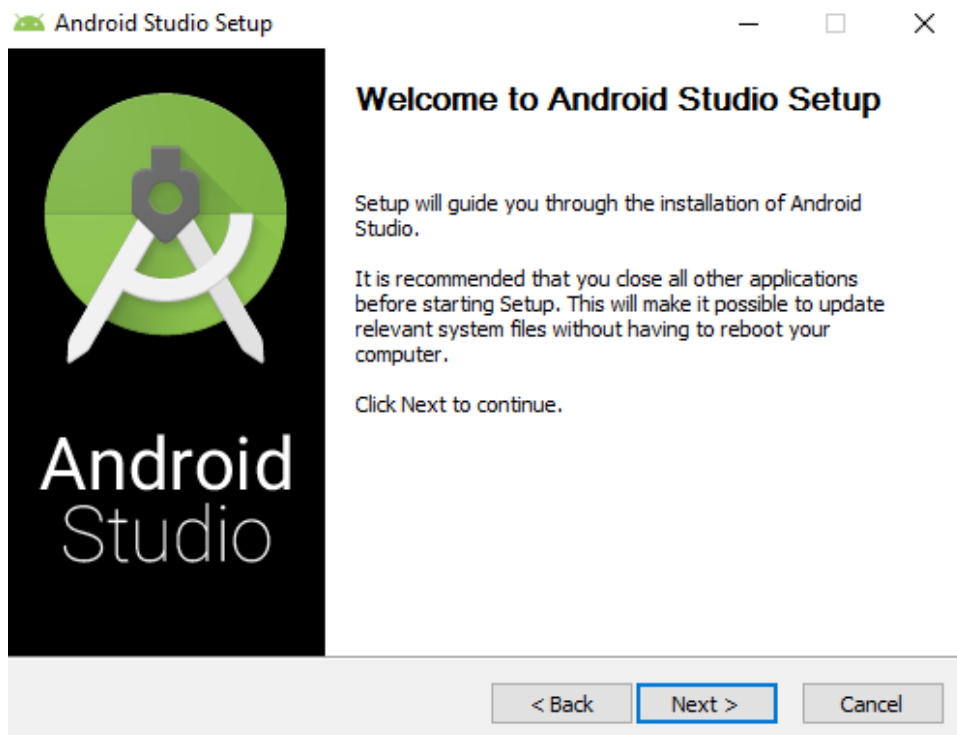 Android Studio Setup
Welcome to Android Studio Setup
Setup will guide you through the installation of Android
Studio.
It is recommended that you close all other applications
before starting Setup. This will make it possible to update
relevant system files without having to reboot your
computer.
Click Next to continue.
Android
Studio
< Back
Next >
Cancel